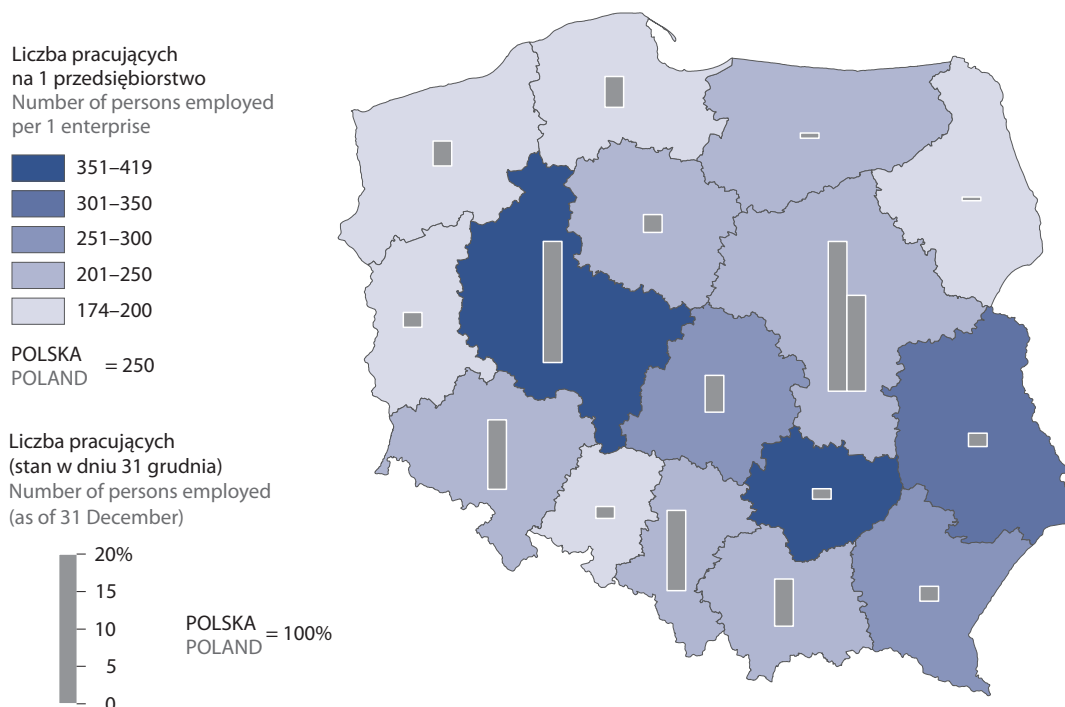 Liczba pracujących
na 1 przedsiębiorstwo
Number of persons employed
per 1 enterprise
351–419
301–350
251–300
201–250
174–200
POLSKA
POLAND
= 250
Liczba pracujących
(stan w dniu 31 grudnia)
Number of persons employed
(as of 31 December)
20%
15
10
5
0
POLSKA
POLAND
= 100%